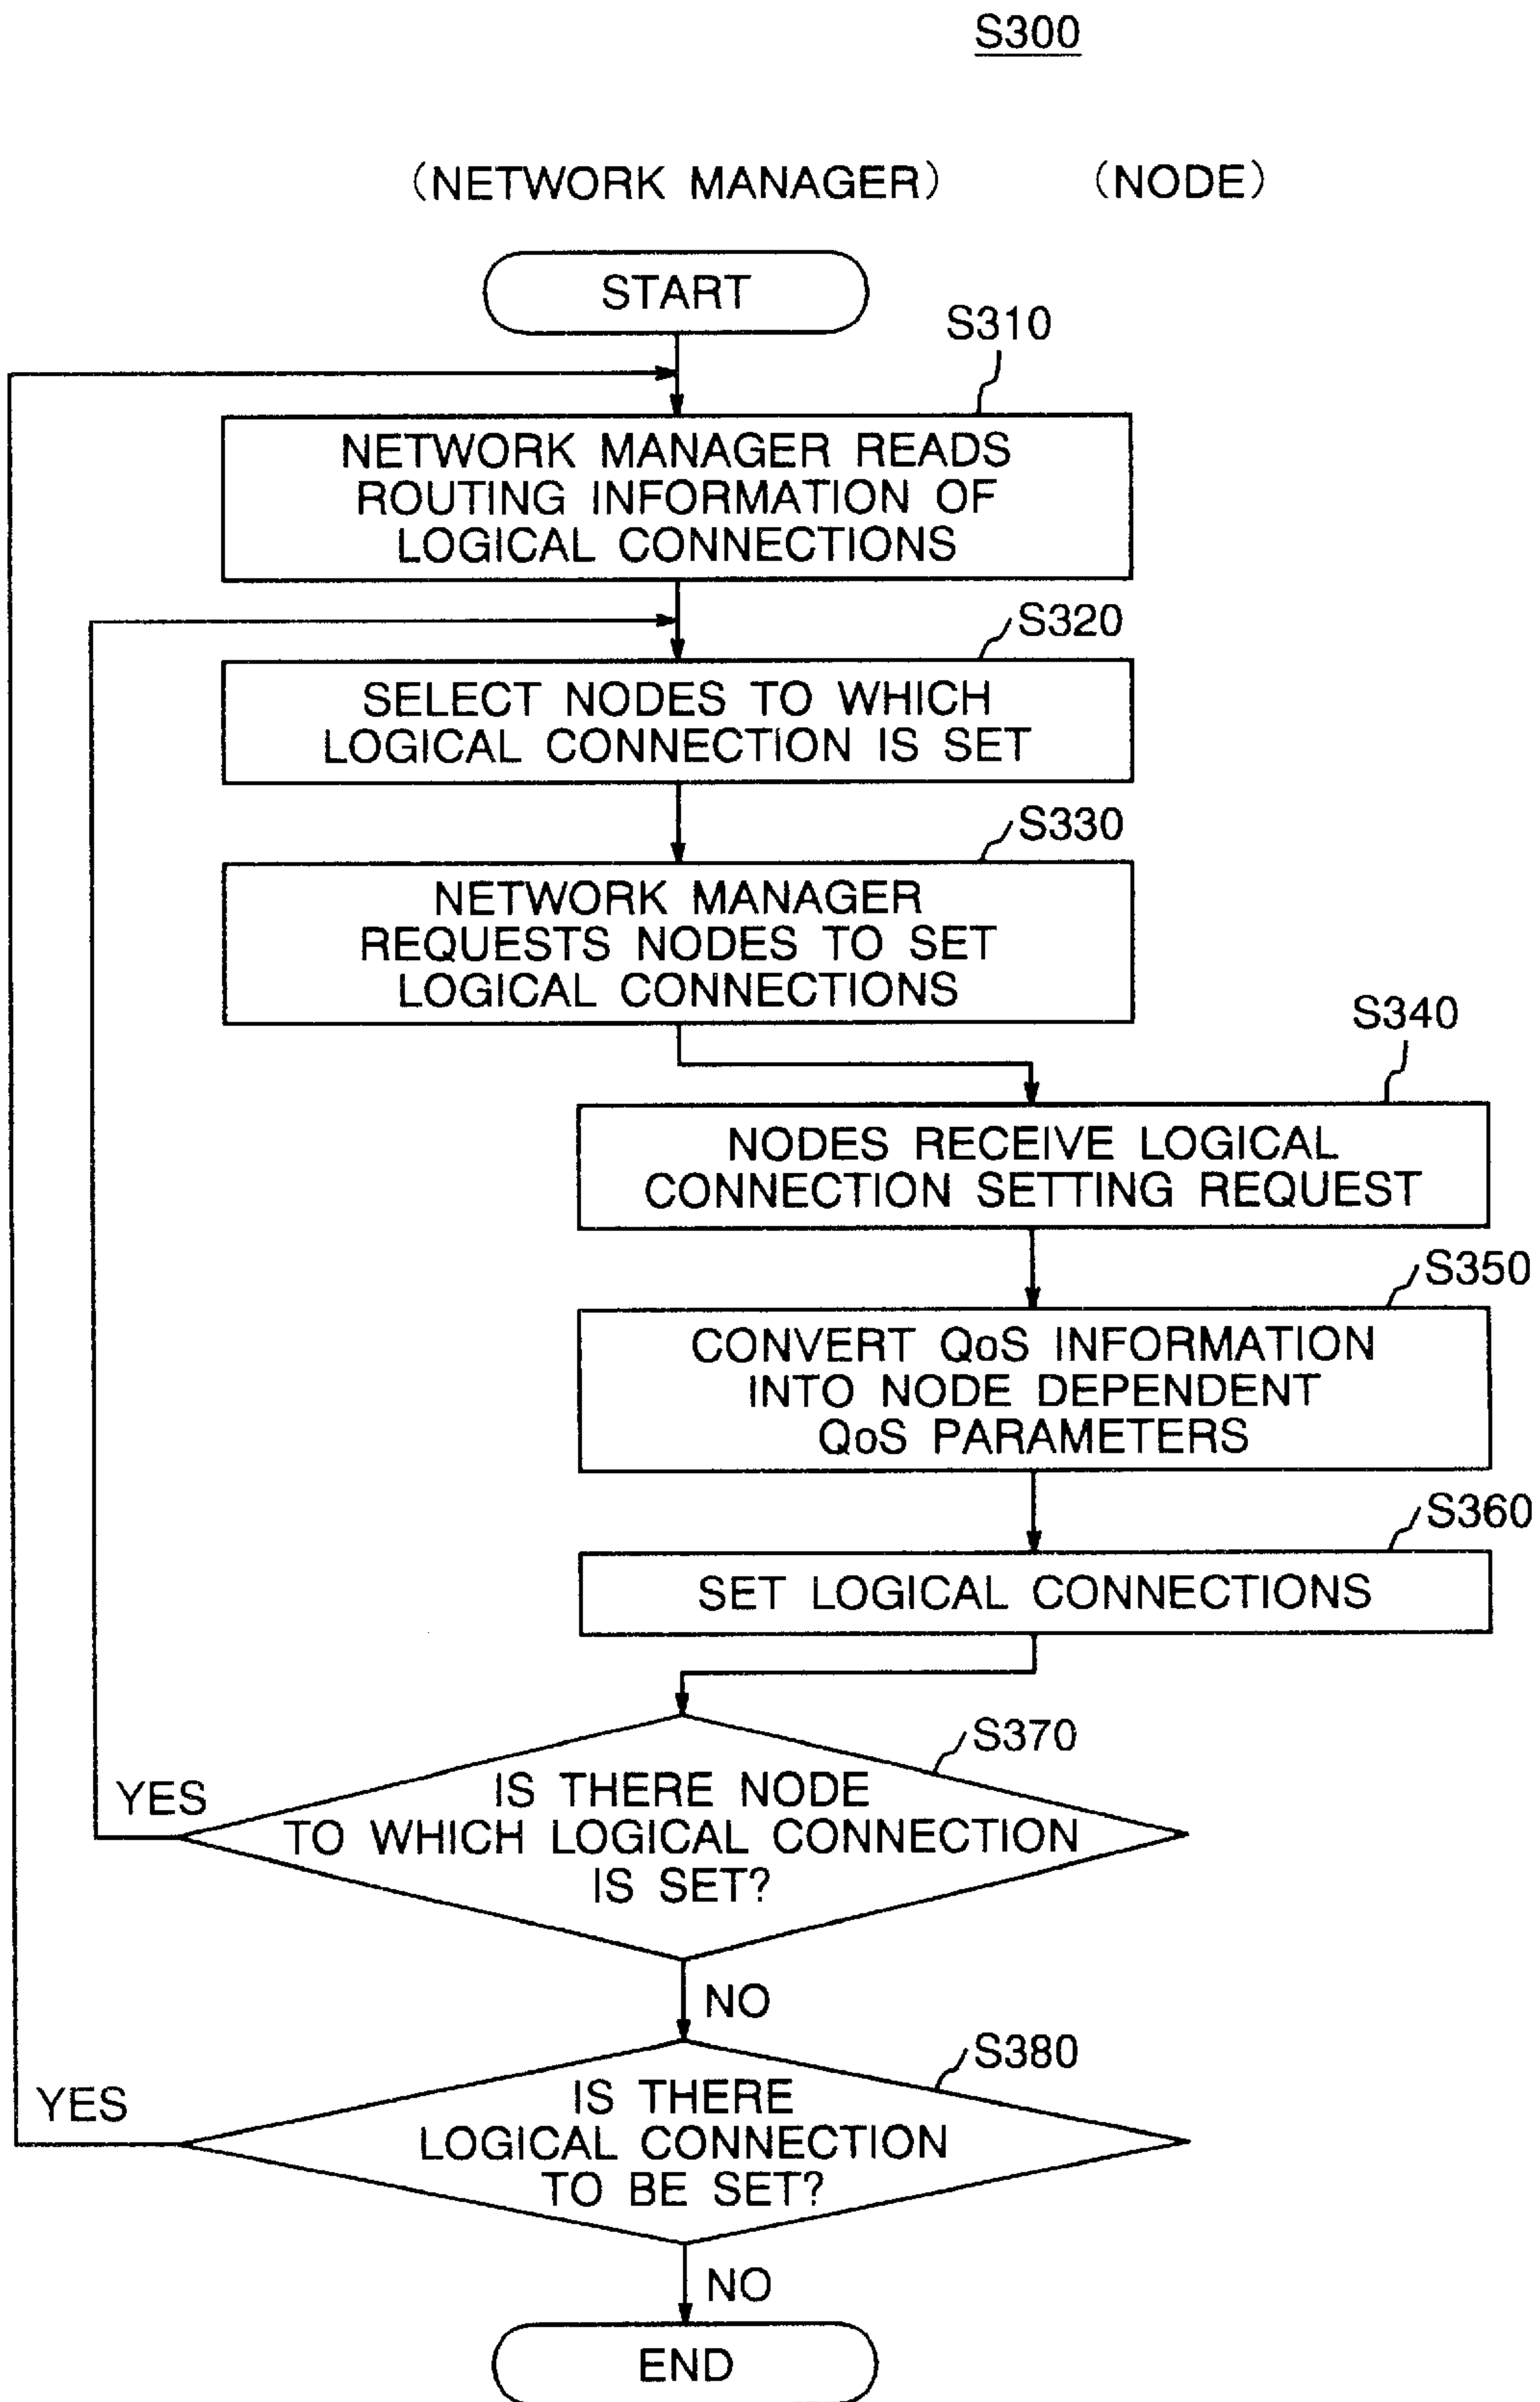 S300
(NETWORK MANAGER) (NODE)
START
S310
NETWORK MANAGER READS
ROUTING INFORMATION OF
LOGICAL CONNECTIONS
S320
SELECT NODES TO WHICH
LOGICAL CONNECTION IS SET
S330
NETWORK MANAGER
REQUESTS NODES TO SET
LOGICAL CONNECTIONS
S340
NODES RECEIVE LOGICAL
CONNECTION SETTING REQUEST
S350
CONVERT QoS INFORMATION
INTO NODE DEPENDENT
QoS PARAMETERS
S360
SET LOGICAL CONNECTIONS
S370
YES
IS THERE NODE
TO WHICH LOGICAL CONNECTION
IS SET?
NO
S380
YES
IS THERE
LOGICAL CONNECTION
TO BE SET?
NO
END